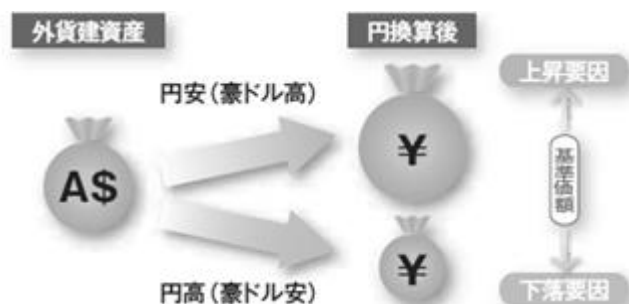 外貨建資産
円換算後
上昇要因
円安（豪ドル高）
¥
A$
基準価額
¥
円高（豪ドル安）
下落要因